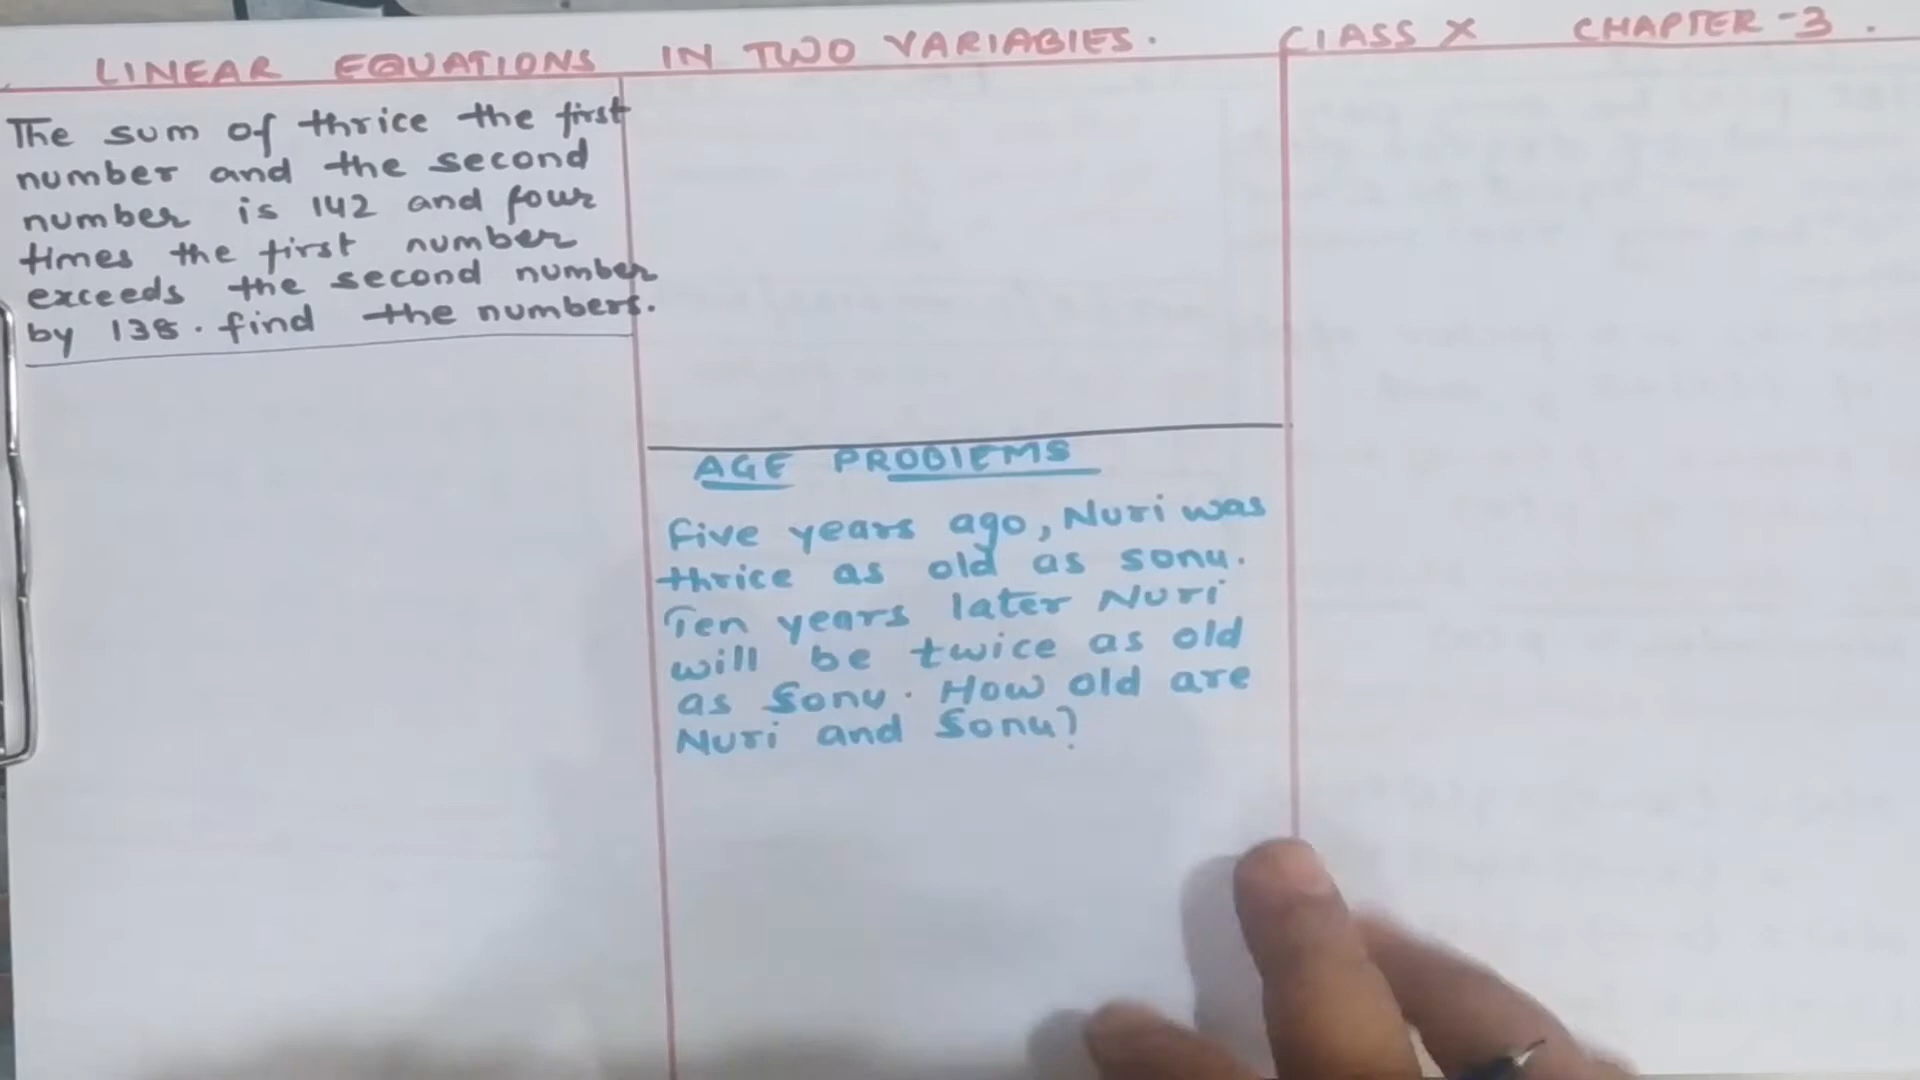 LINEAR EQUATIONS IN TWO VARIABIES. CIASS X CHAPTER-3.
The sum of thrice the first
number and the second
number is 142 and four
times the first number
exceeds the second number
by 138. find the numbers.
AGE PROBIEMS
Five years ago, Nuri was
thrice as old as sonu.
Ten years later Nuri
will be twice as old
as Sonu. How old are
Nuri and Sonu?